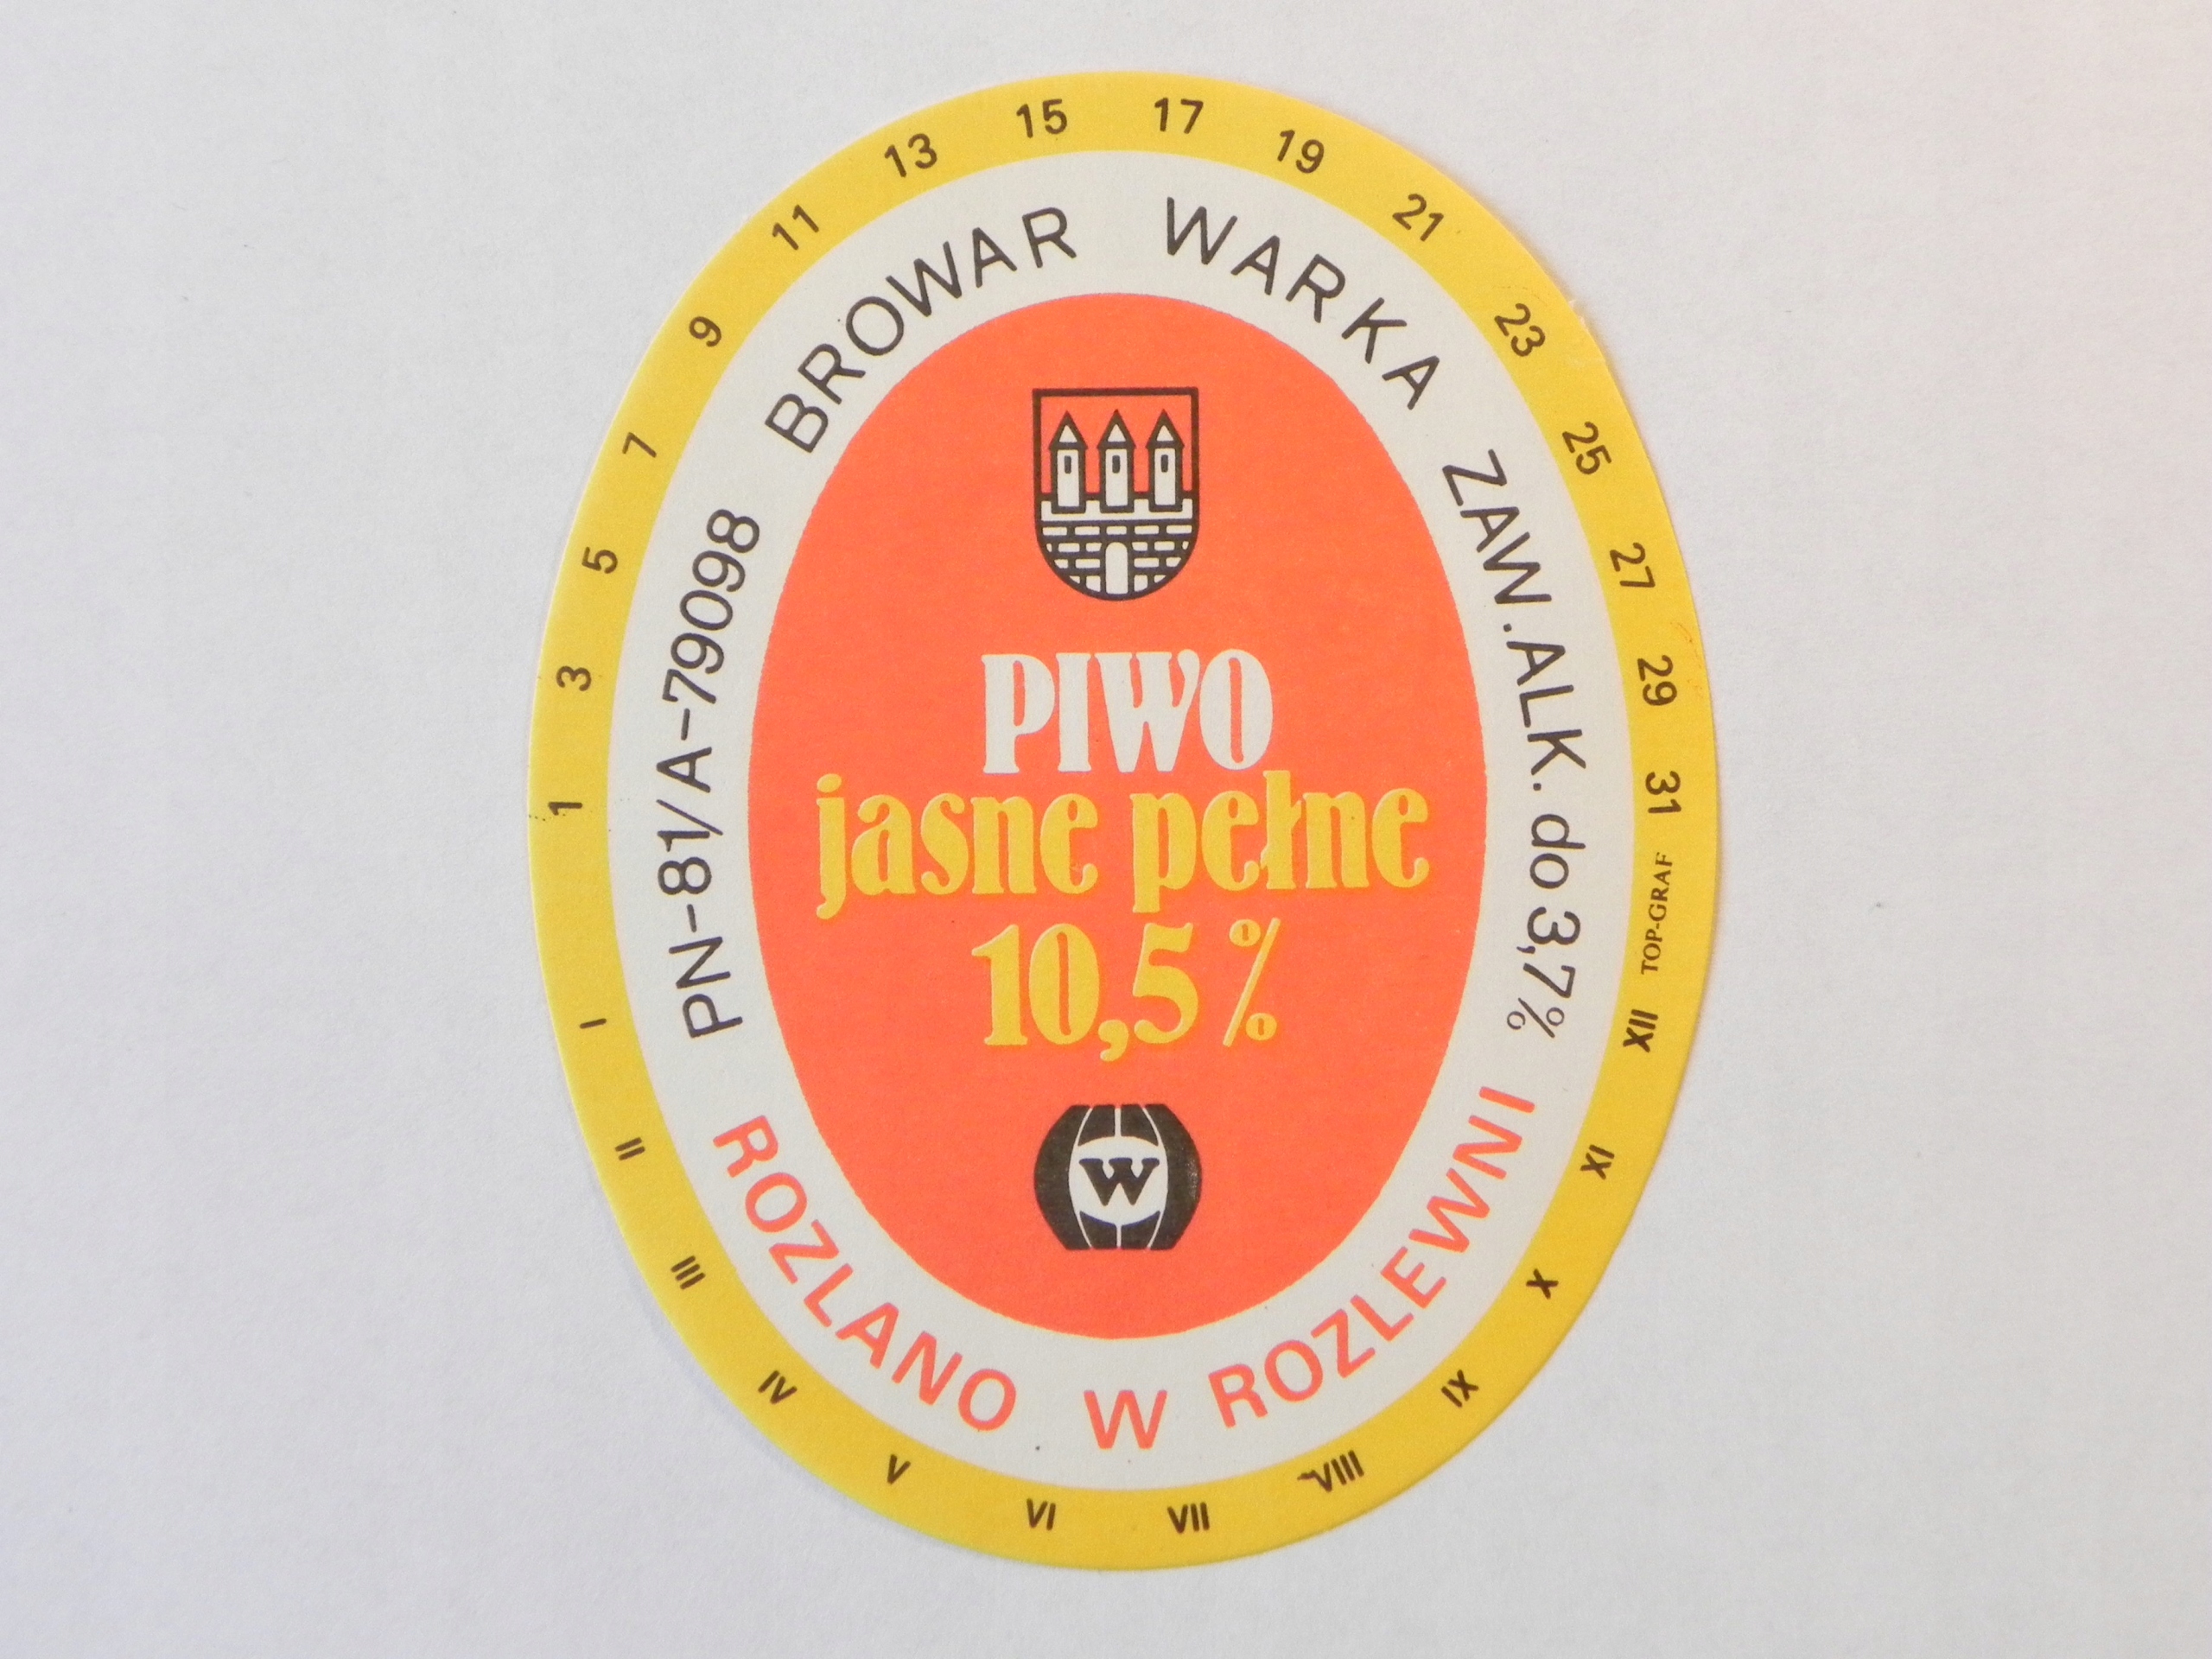 1 3 5 7 9 11 13 15 17 19 21 23 25 27 29 31
TOP-GRAF
PN-81/A-79098 BROWAR WARKA ZAW. ALK. do 3,7%
PIWO
jasne pełne
10,5%
W
ROZLANO W ROZLEWNI
I II III IV V VI VII VIII IX X XI XII